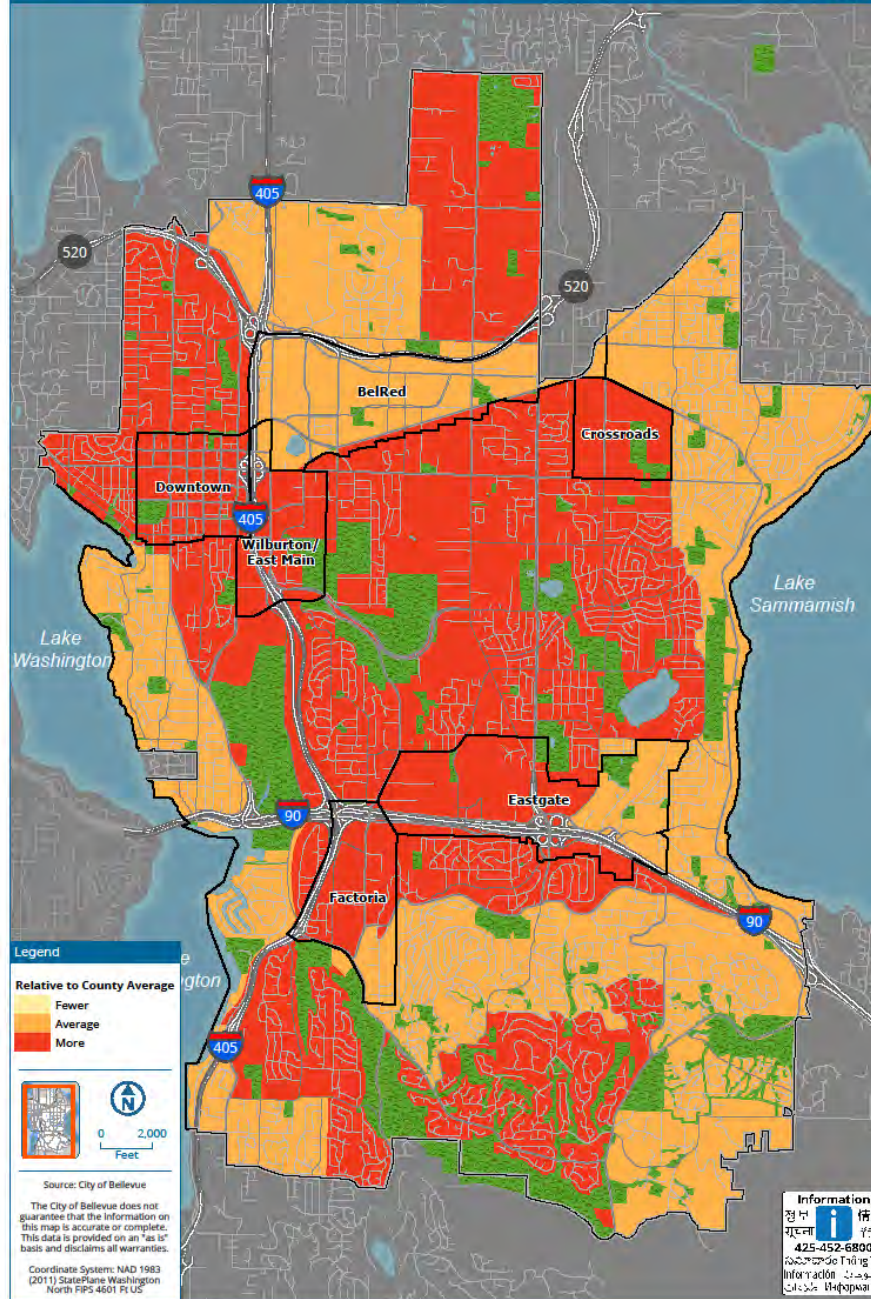 405
520
520
BelRed
Crossroads
Downtown
405
Wilburton/
East Main
Lake
Sammamish
Lake
Washington
Eastgate
90
Factoria
90
Legend
Relative to County Average
Fewer
Average
More
405
N
0 2,000
Feet
Source: City of Bellevue
The City of Bellevue does not
guarantee that the information on
this map is accurate or complete.
This data is provided on an "as is"
basis and disclaims all warranties.
Coordinate System: NAD 1983
(2011) StatePlane Washington
North FIPS 4601 Ft US
Information
정보
i
सूचना
425-452-6800
Información